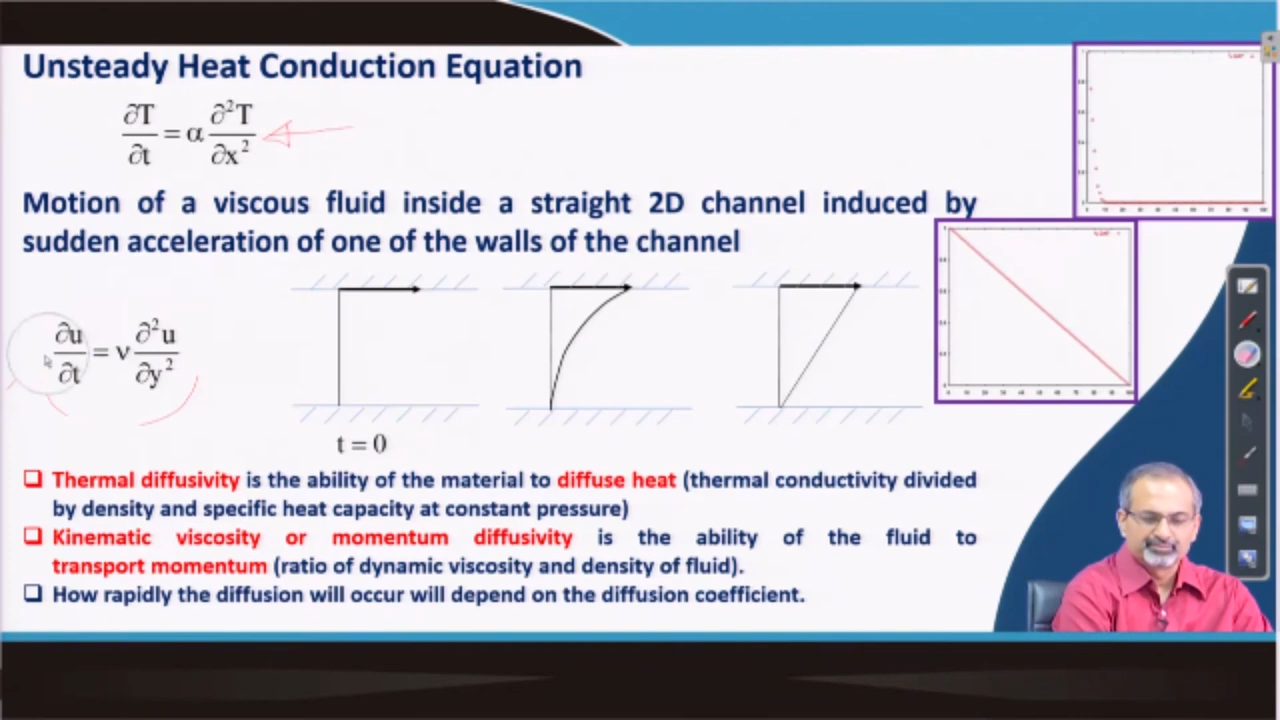 Unsteady Heat Conduction Equation
∂T/∂t = α ∂²T/∂x²
Motion of a viscous fluid inside a straight 2D channel induced by
sudden acceleration of one of the walls of the channel
∂u/∂t = ν ∂²u/∂y²
t = 0
Thermal diffusivity is the ability of the material to diffuse heat (thermal conductivity divided
by density and specific heat capacity at constant pressure)
Kinematic viscosity or momentum diffusivity is the ability of the fluid to
transport momentum (ratio of dynamic viscosity and density of fluid).
How rapidly the diffusion will occur will depend on the diffusion coefficient.